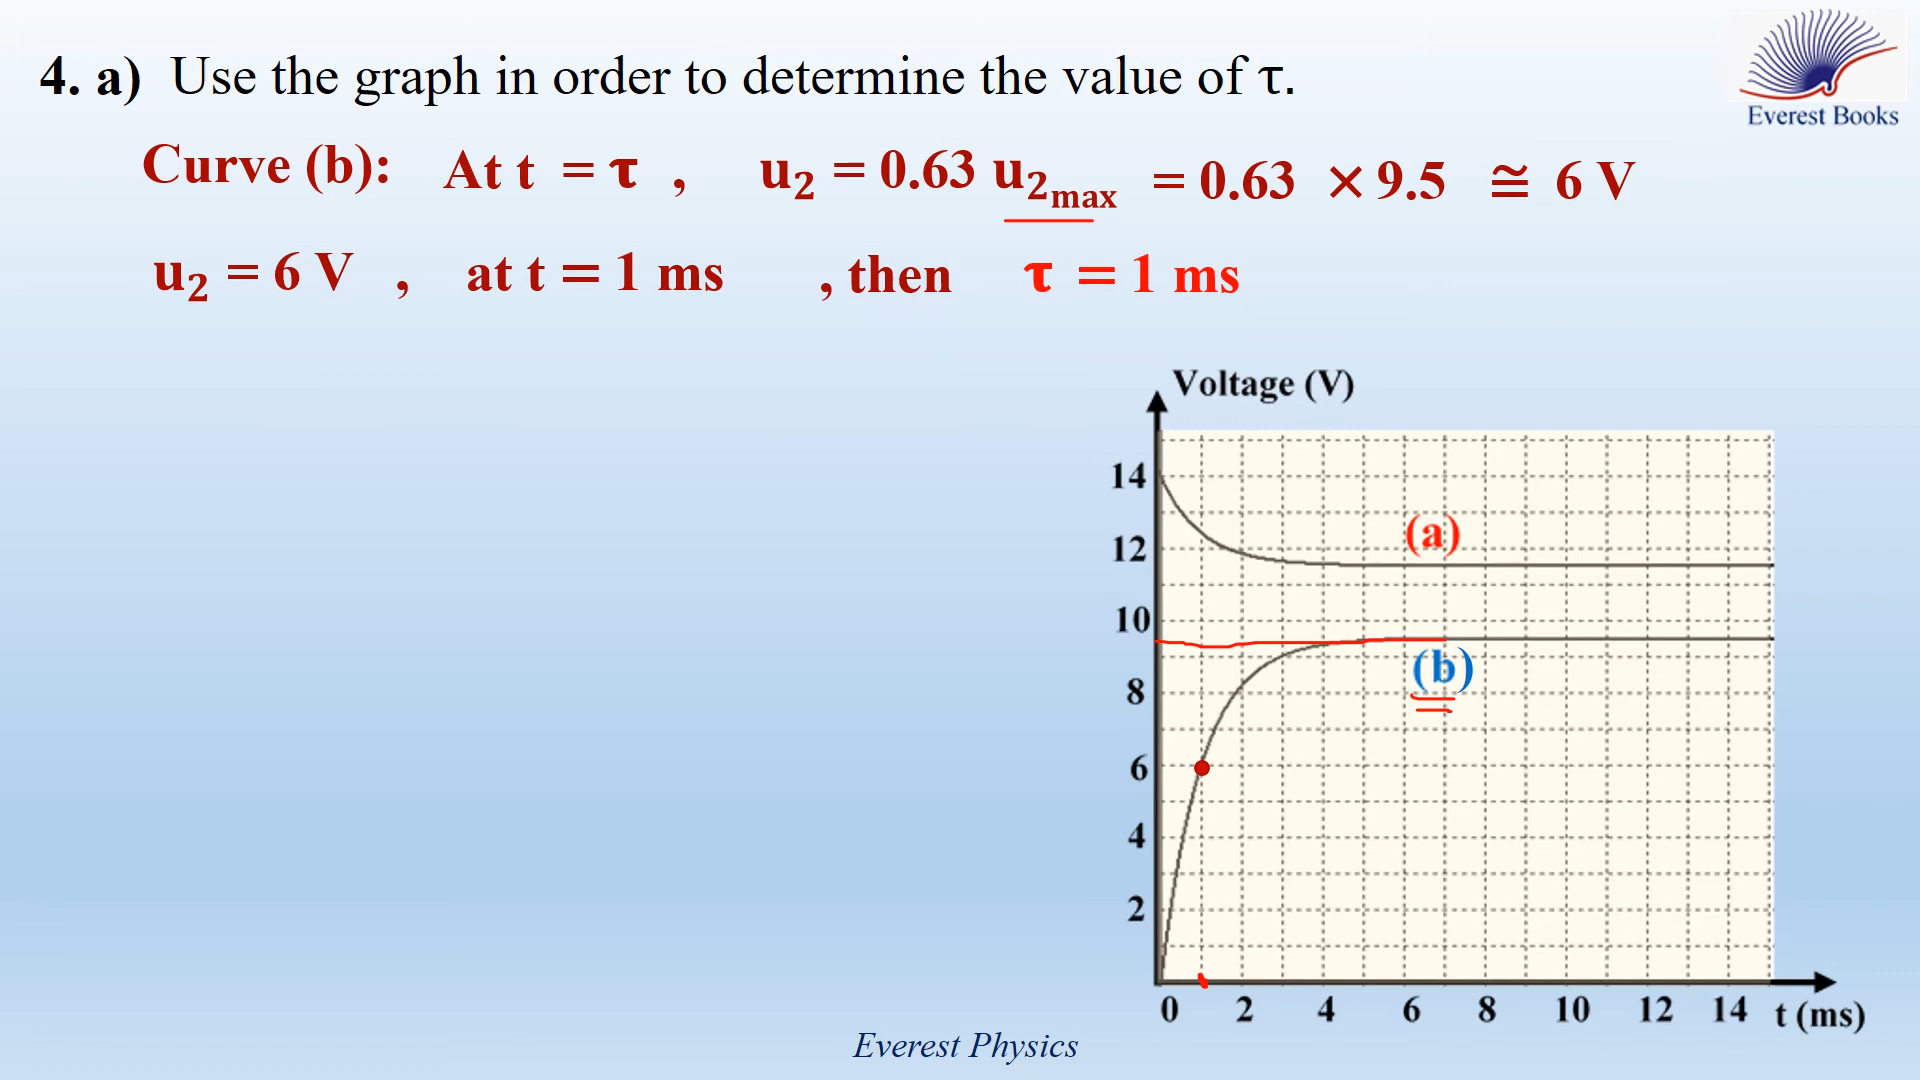 4. a) Use the graph in order to determine the value of τ.
Everest Books
Curve (b): At t = τ , u₂ = 0.63 u₂ₘₐₓ = 0.63 × 9.5 ≅ 6 V
u₂ = 6 V , at t = 1 ms , then τ = 1 ms
Voltage (V)
14
(a)
12
10
(b)
8
6
4
2
0 2 4 6 8 10 12 14 t (ms)
Everest Physics